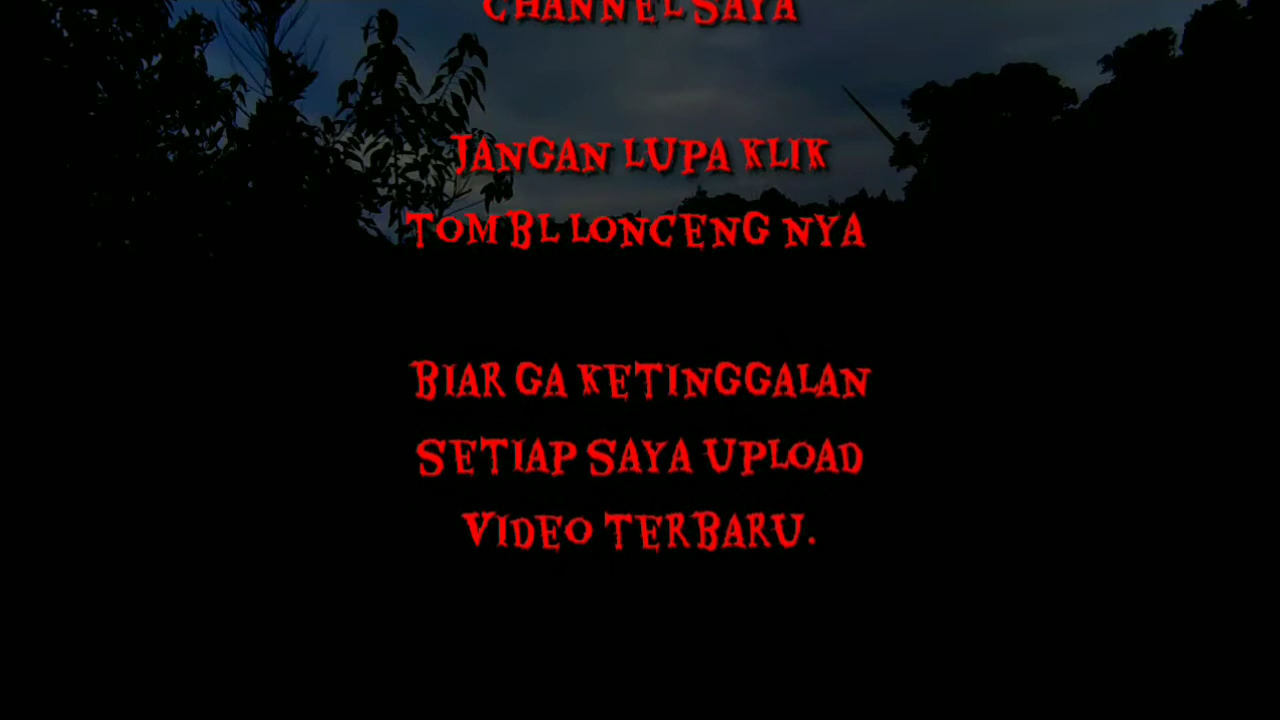 CHANNEL SAYA
JANGAN LUPA KLIK
TOMBL LONCENG NYA
BIAR GA KETINGGALAN
SETIAP SAYA UPLOAD
VIDEO TERBARU.